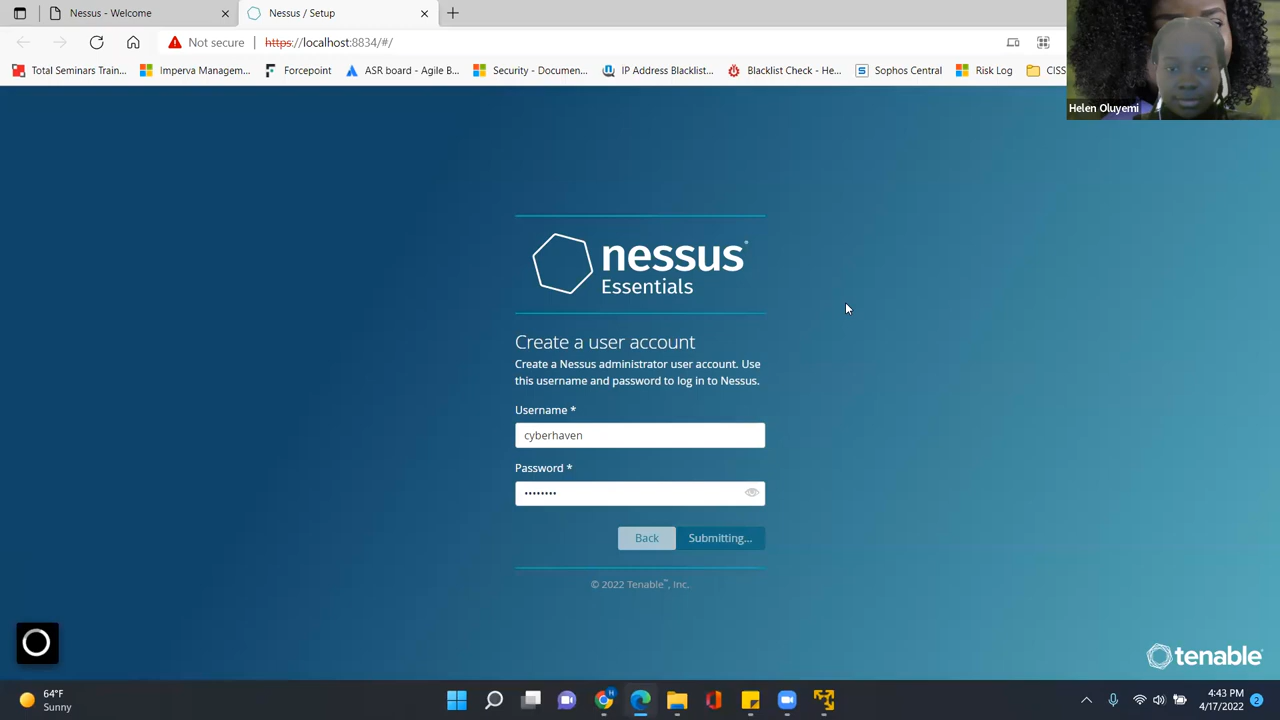 Nessus - Welcome
Nessus / Setup
Not secure
https://localhost:8834/#/
Total Seminars Train...
Imperva Managem...
Forcepoint
ASR board - Agile B...
Security - Documen...
IP Address Blacklist...
Blacklist Check - He...
Sophos Central
Risk Log
CISS
Helen Oluyemi
nessus
Essentials
Create a user account
Create a Nessus administrator user account. Use
this username and password to log in to Nessus.
Username *
cyberhaven
Password *
••••••••
Back
Submitting...
© 2022 Tenable™, Inc.
tenable
64°F
Sunny
4:43 PM
4/17/2022
2